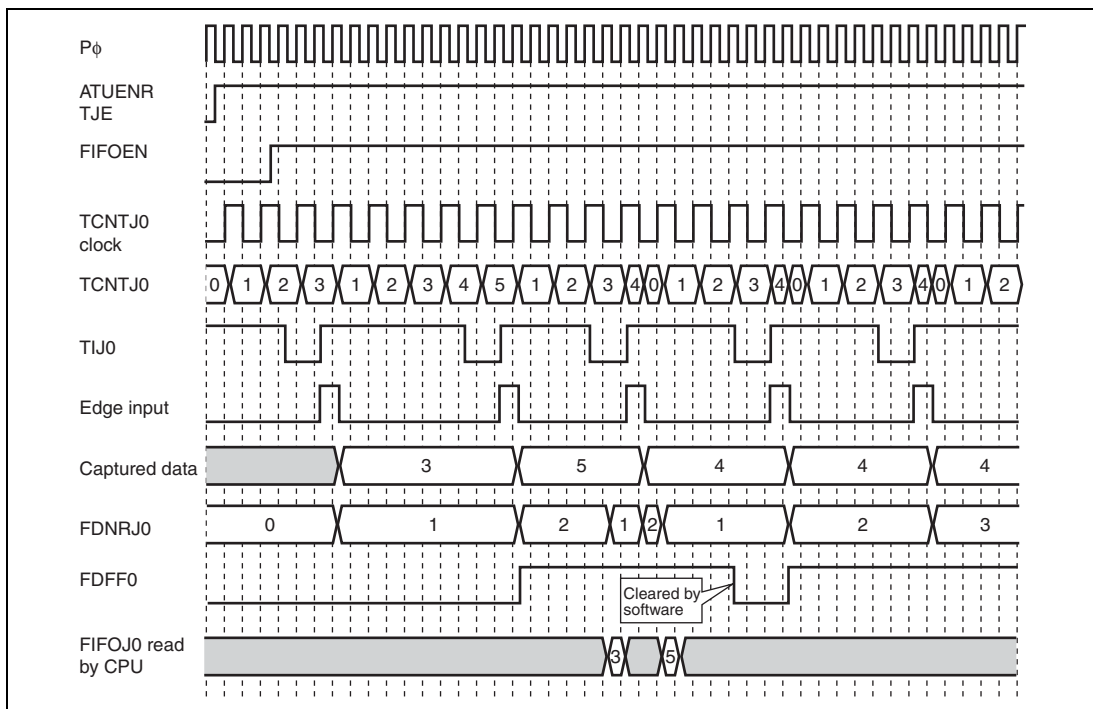 Pϕ
ATUENR
TJE
FIFOEN
TCNTJ0
clock
TCNTJ0 0 1 2 3 1 2 3 4 5 1 2 3 4 0 1 2 3 4 0 1 2 3 4 0 1 2
TIJ0
Edge input
Captured data 3 5 4 4 4
FDNRJ0 0 1 2 1 2 1 2 3
FDFF0
Cleared by
software
FIFOJ0 read
by CPU
3 5